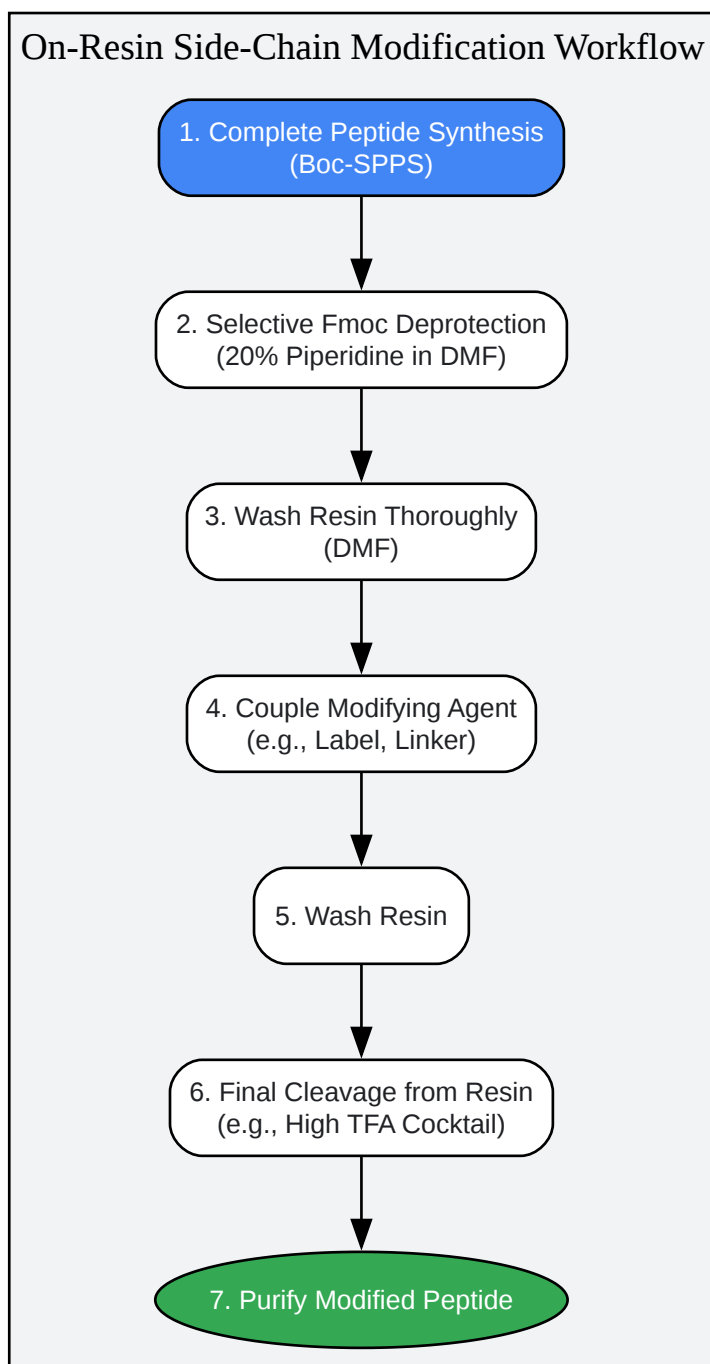 On-Resin Side-Chain Modification Workflow
1. Complete Peptide Synthesis
(Boc-SPPS)
2. Selective Fmoc Deprotection
(20% Piperidine in DMF)
3. Wash Resin Thoroughly
(DMF)
4. Couple Modifying Agent
(e.g., Label, Linker)
5. Wash Resin
6. Final Cleavage from Resin
(e.g., High TFA Cocktail)
7. Purify Modified Peptide